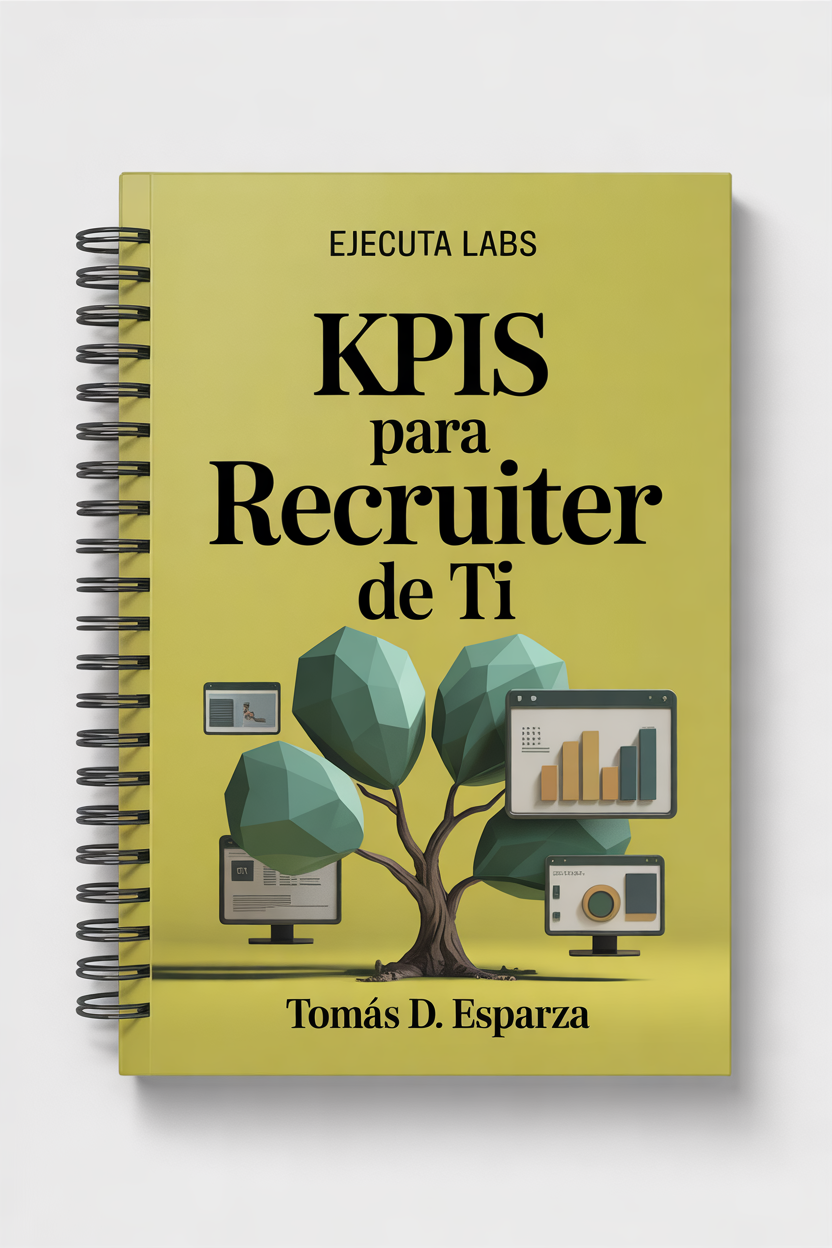 EJECUTA LABS
KPIS
para
Recruiter
de Ti
Tomás D. Esparza